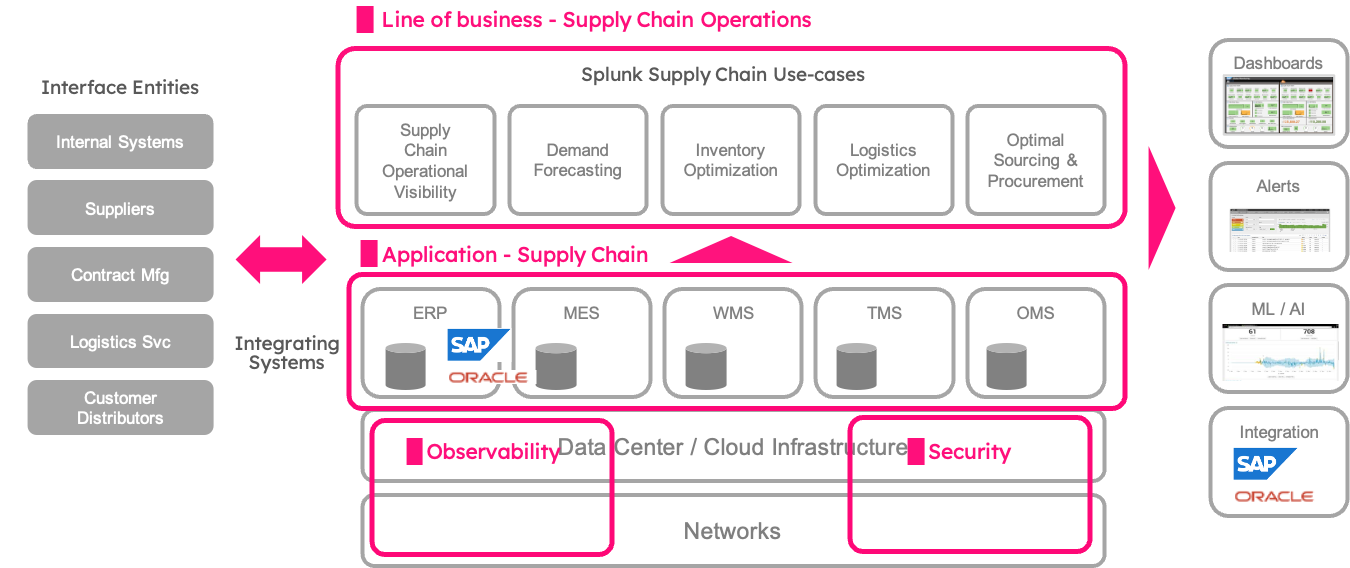 Line of business - Supply Chain Operations
Interface Entities
Internal Systems
Suppliers
Contract Mfg
Logistics Svc
Customer
Distributors
Integrating
Systems
Splunk Supply Chain Use-cases
Supply
Chain
Operational
Visibility
Demand
Forecasting
Inventory
Optimization
Logistics
Optimization
Optimal
Sourcing &
Procurement
Application - Supply Chain
ERP
SAP
ORACLE
MES
WMS
TMS
OMS
Observability
Data Center / Cloud Infrastructure
Security
Networks
Dashboards
Alerts
ML / AI
61
708
Integration
SAP
ORACLE